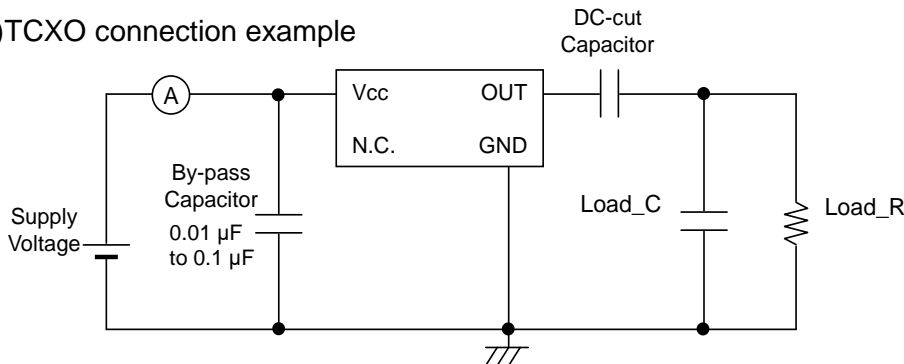 )TCXO connection example
DC-cut
Capacitor
A
Vcc
OUT
N.C.
GND
By-pass
Capacitor
0.01 µF
to 0.1 µF
Supply
Voltage
Load_C
Load_R